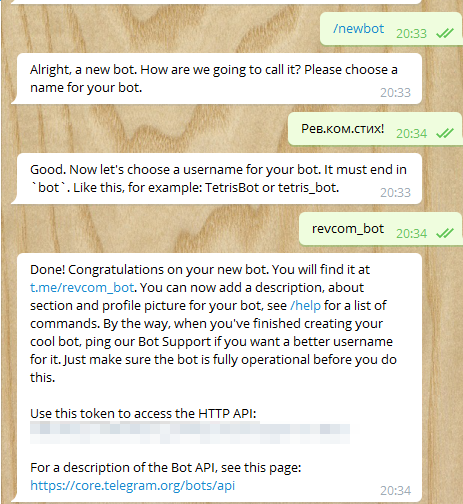 /newbot 20:33
Alright, a new bot. How are we going to call it? Please choose a
name for your bot.
20:33
Рев.ком.стих! 20:34
Good. Now let's choose a username for your bot. It must end in
`bot`. Like this, for example: TetrisBot or tetris_bot.
20:33
revcom_bot 20:34
Done! Congratulations on your new bot. You will find it at
t.me/revcom_bot. You can now add a description, about
section and profile picture for your bot, see /help for a list of
commands. By the way, when you've finished creating your
cool bot, ping our Bot Support if you want a better username
for it. Just make sure the bot is fully operational before you do
this.
Use this token to access the HTTP API:
For a description of the Bot API, see this page:
https://core.telegram.org/bots/api
20:34